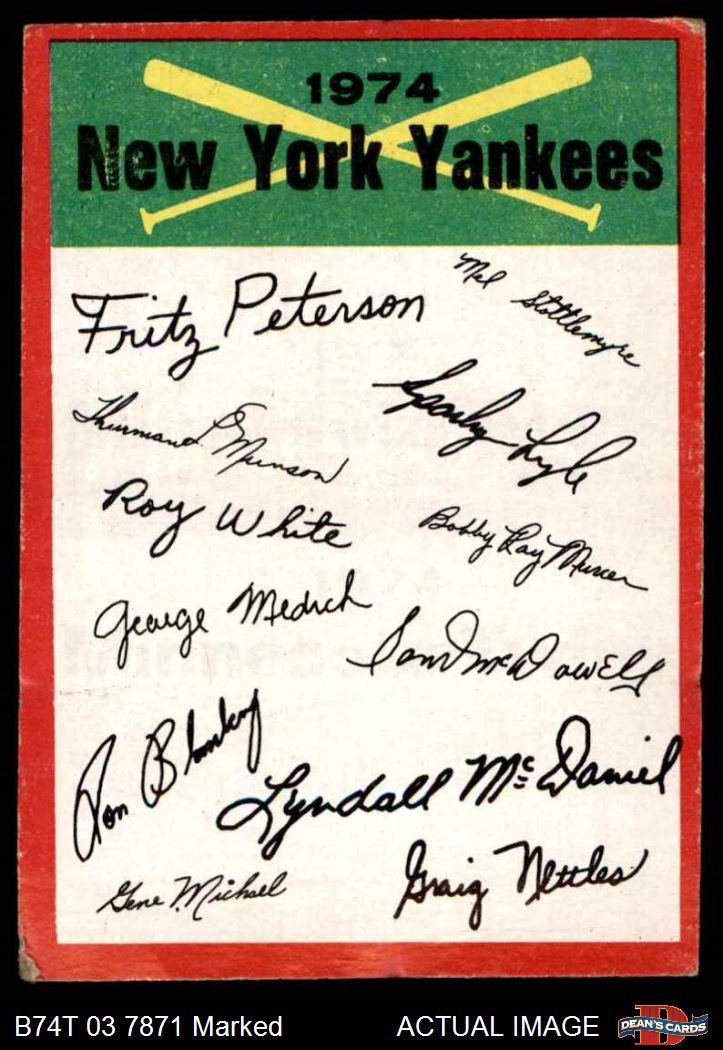 1974
New York Yankees
Fritz Peterson
Mel Stottlemyre
Thurman L Munson
Sparky Lyle
Roy White
Bobby Ray Murcer
George Medich
Sam McDowell
Ron Blomberg
Lyndall McDaniel
Gene Michael
Graig Nettles
B74T 03 7871 Marked
ACTUAL IMAGE
D
DEAN'S CARDS